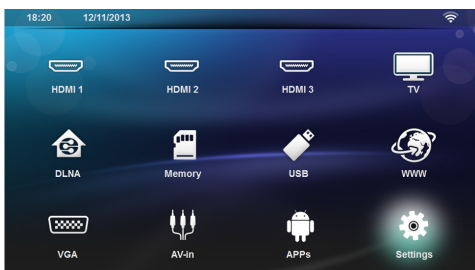 18:20 12/11/2013
HDMI 1 HDMI 2 HDMI 3 TV
DLNA Memory USB WWW
VGA AV-in APPs Settings